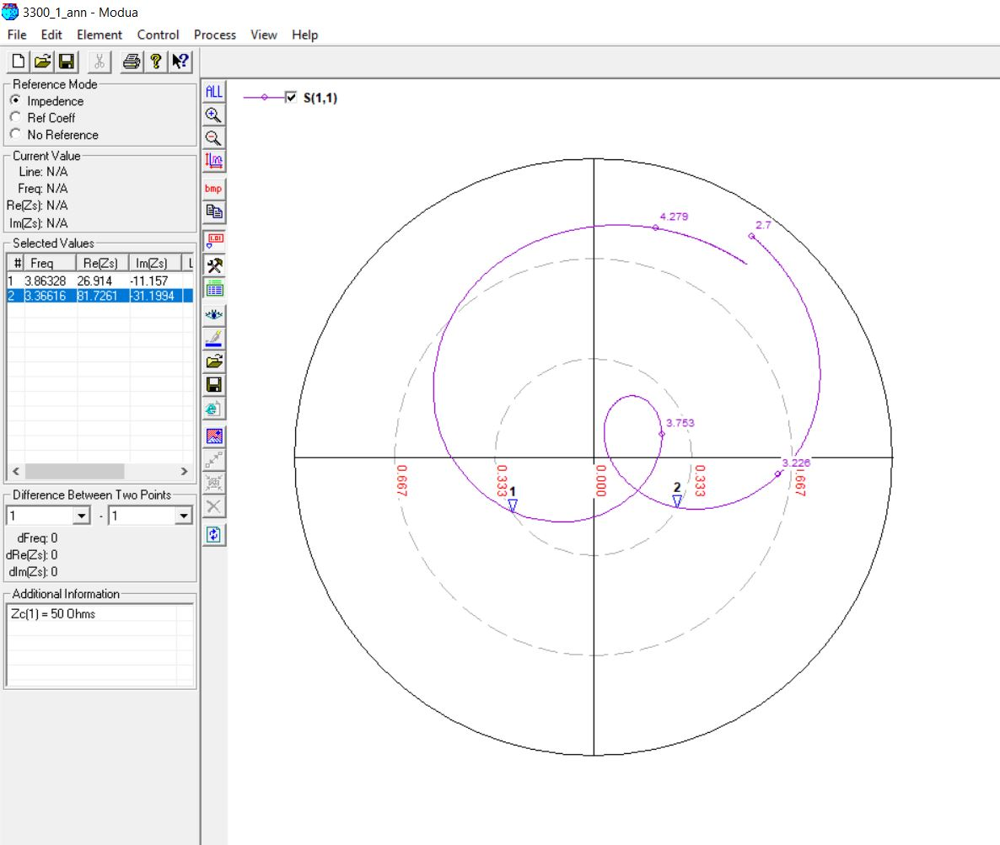 3300_1_ann - Modua
File Edit Element Control Process View Help
Reference Mode
Impedence
Ref Coeff
No Reference
Current Value
Line: N/A
Freq: N/A
Re(Zs): N/A
Im(Zs): N/A
Selected Values
# Freq Re(Zs) Im(Zs) L
1 3.86328 26.914 -11.157
2 3.36616 81.7261 -31.1994
Difference Between Two Points
1 - 1
dFreq: 0
dRe(Zs): 0
dIm(Zs): 0
Additional Information
Zc(1) = 50 Ohms
ALL
bmp
1.01
S(1,1)
4.279
2.7
3.753
3.226
0.667
0.333
0.000
0.333
0.667
1
2